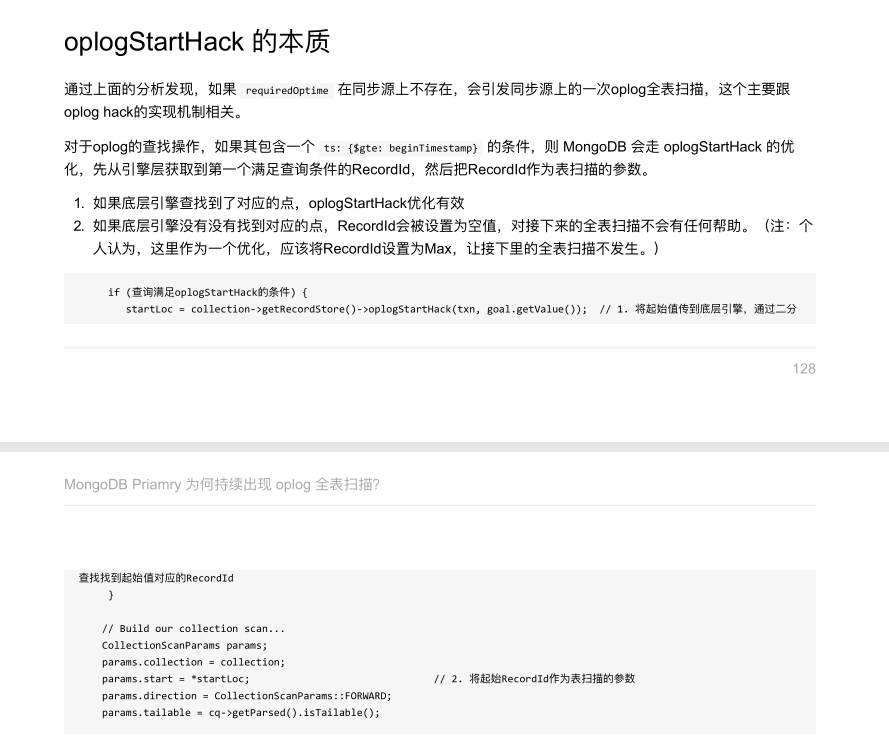 oplogStartHack 的本质
通过上面的分析发现，如果 requiredOptime 在同步源上不存在，会引发同步源上的一次oplog全表扫描，这个主要跟
oplog hack的实现机制相关。
对于oplog的查找操作，如果其包含一个 ts: {$gte: beginTimestamp} 的条件，则 MongoDB 会走 oplogStartHack 的优
化，先从引擎层获取到第一个满足查询条件的RecordId，然后把RecordId作为表扫描的参数。
1. 如果底层引擎查找到了对应的点，oplogStartHack优化有效
2. 如果底层引擎没有没有找到对应的点，RecordId会被设置为空值，对接下来的全表扫描不会有任何帮助。（注：个
人认为，这里作为一个优化，应该将RecordId设置为Max，让接下里的全表扫描不发生。）
if (查询满足oplogStartHack的条件) {
startLoc = collection->getRecordStore()->oplogStartHack(txn, goal.getValue());  // 1. 将起始值传到底层引擎，通过二分
128
MongoDB Priamry 为何持续出现 oplog 全表扫描?
查找找到起始值对应的RecordId
}
// Build our collection scan...
CollectionScanParams params;
params.collection = collection;
params.start = *startLoc;  // 2. 将起始RecordId作为表扫描的参数
params.direction = CollectionScanParams::FORWARD;
params.tailable = cq->getParsed().isTailable();